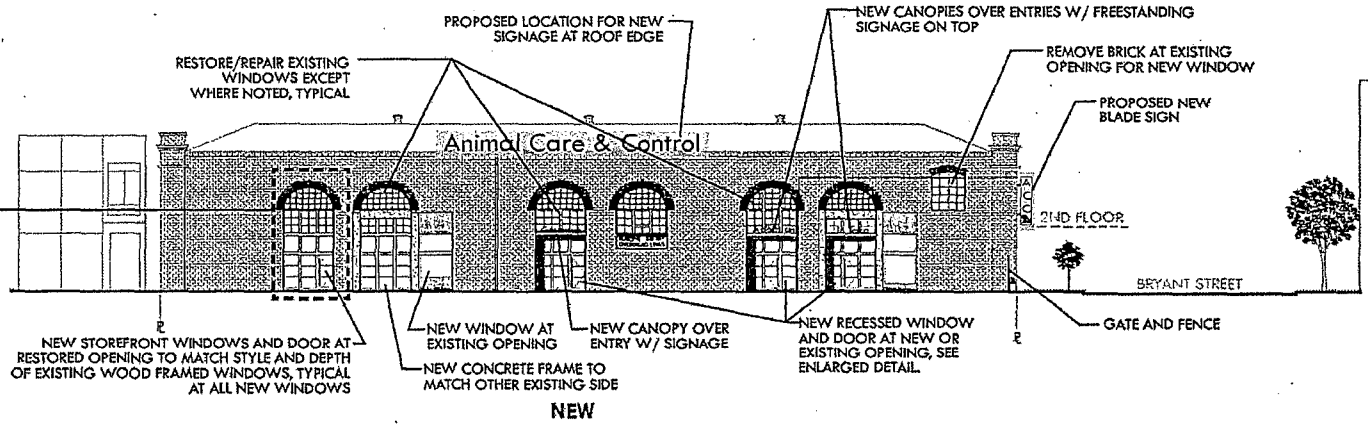 PROPOSED LOCATION FOR NEW
SIGNAGE AT ROOF EDGE
NEW CANOPIES OVER ENTRIES W/ FREESTANDING
SIGNAGE ON TOP
RESTORE/REPAIR EXISTING
WINDOWS EXCEPT
WHERE NOTED, TYPICAL
REMOVE BRICK AT EXISTING
OPENING FOR NEW WINDOW
PROPOSED NEW
BLADE SIGN
Animal Care & Control
2ND FLOOR
BRYANT STREET
NEW STOREFRONT WINDOWS AND DOOR AT
RESTORED OPENING TO MATCH STYLE AND DEPTH
OF EXISTING WOOD FRAMED WINDOWS, TYPICAL
AT ALL NEW WINDOWS
NEW WINDOW AT
EXISTING OPENING
NEW CONCRETE FRAME TO
MATCH OTHER EXISTING SIDE
NEW CANOPY OVER
ENTRY W/ SIGNAGE
NEW RECESSED WINDOW
AND DOOR AT NEW OR
EXISTING OPENING, SEE
ENLARGED DETAIL.
GATE AND FENCE
NEW